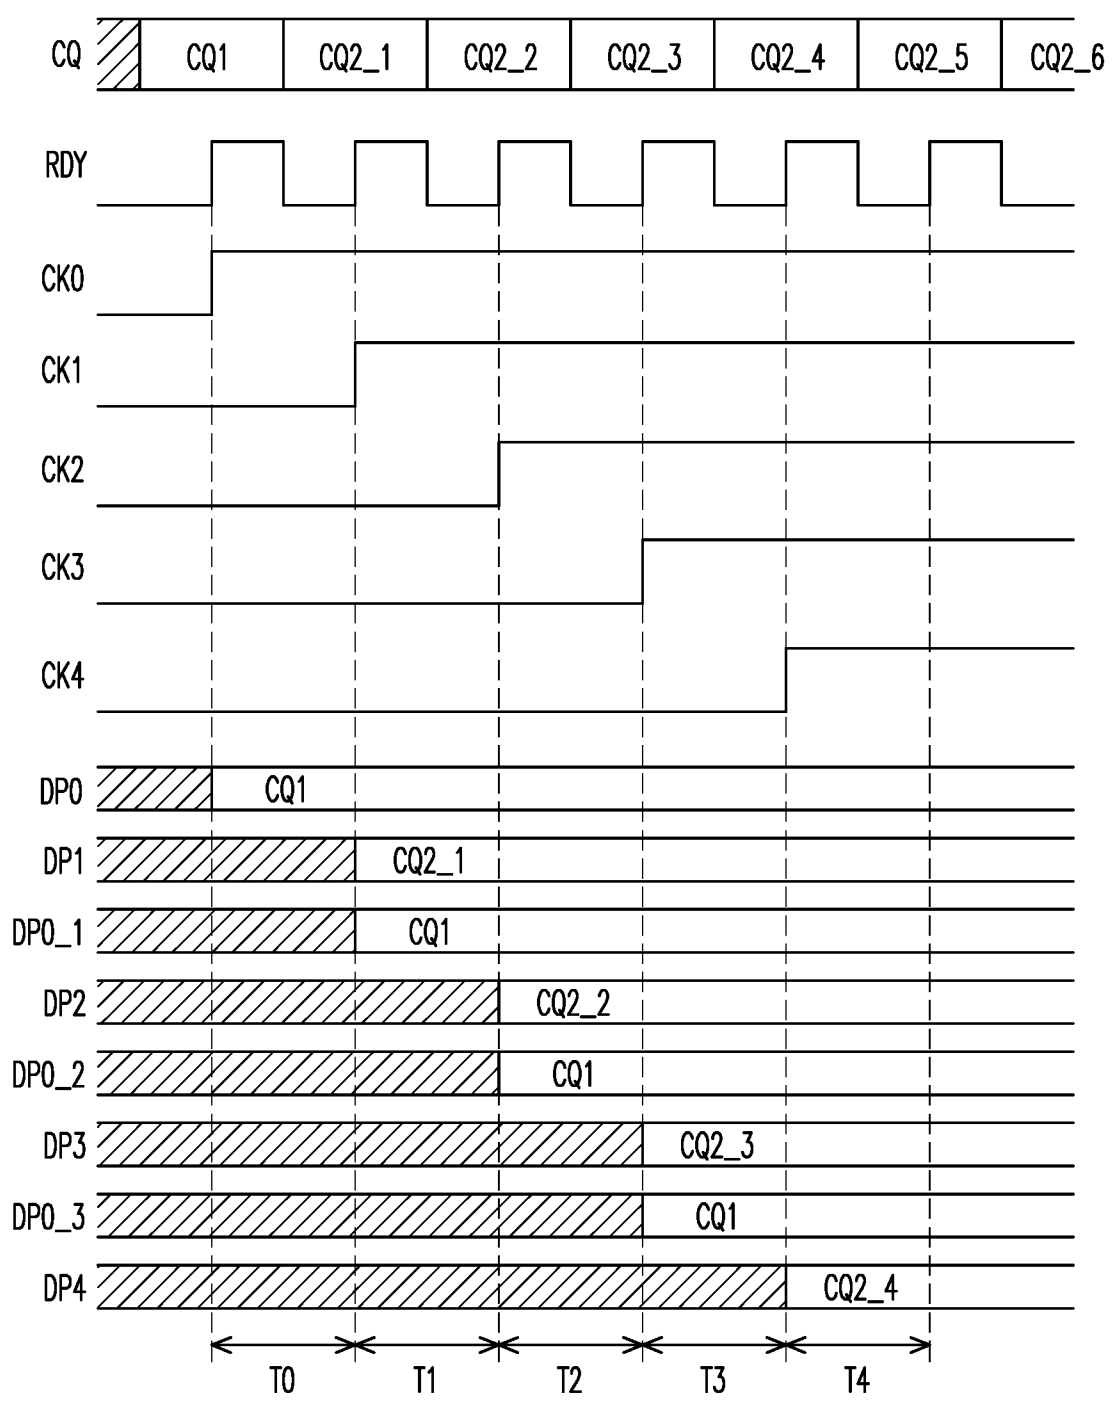 CQ CQ1 CQ2_1 CQ2_2 CQ2_3 CQ2_4 CQ2_5 CQ2_6
RDY
CK0
CK1
CK2
CK3
CK4
DP0 CQ1
DP1 CQ2_1
DP0_1 CQ1
DP2 CQ2_2
DP0_2 CQ1
DP3 CQ2_3
DP0_3 CQ1
DP4 CQ2_4
T0 T1 T2 T3 T4